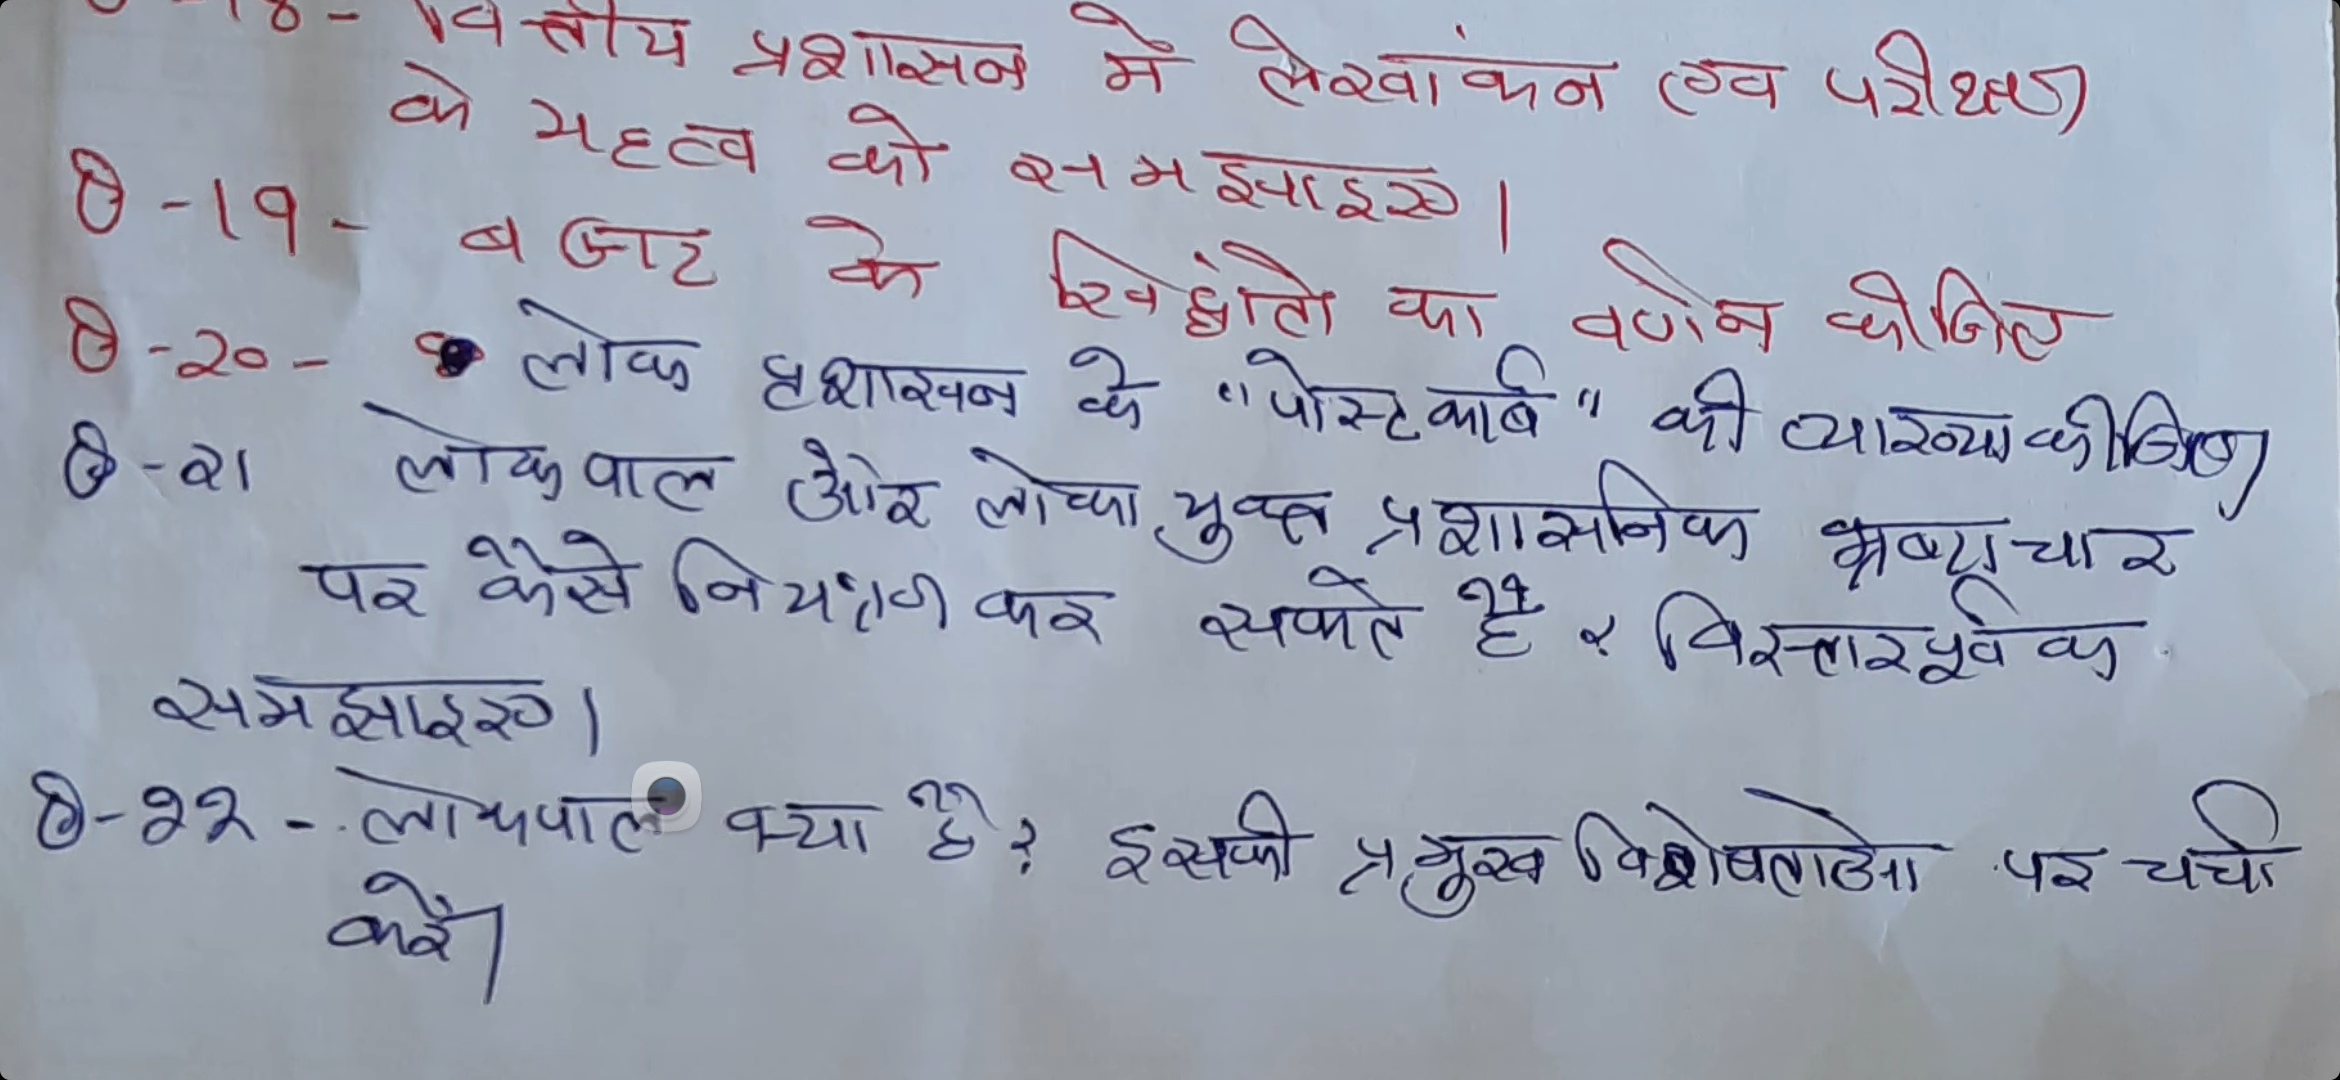 18- वित्तीय प्रशासन में लेखांकन एव परीक्षण
के महत्व को समझाइए।
Q-19- बजट के सिद्धांतो का वर्णन कीजिए
Q-20- लोक प्रशासन के "पोस्टकार्ब" की व्याख्या कीजिए
Q-21 लोकपाल और लोकायुक्त प्रशासनिक भ्रष्टाचार
पर कैसे नियंत्रण कर सकते हैं? विस्तारपूर्वक
समझाइए।
Q-22- लोकपाल क्या है? इसकी प्रमुख विशेषताओ पर चर्चा
करें।